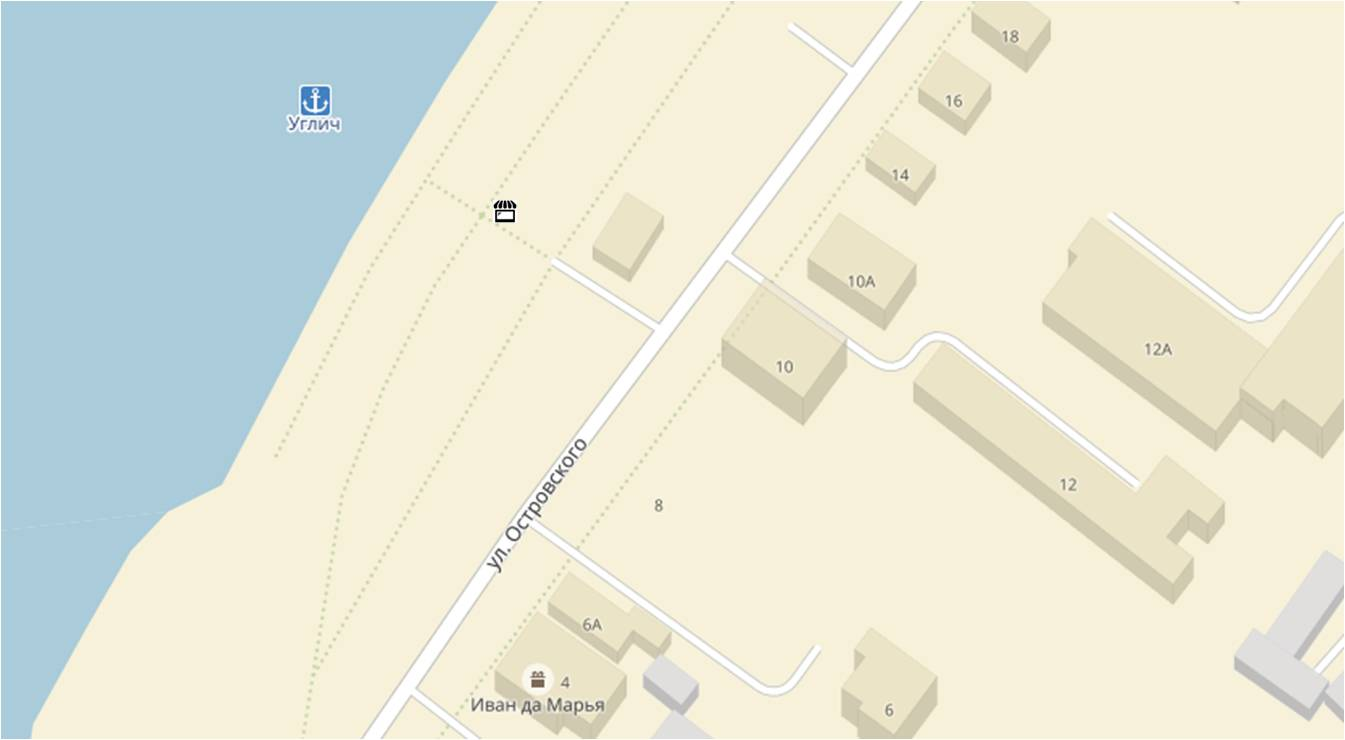 18
16
Углич
14
10А
12А
10
12
8
ул. Островского
6А
4
Иван да Марья
6